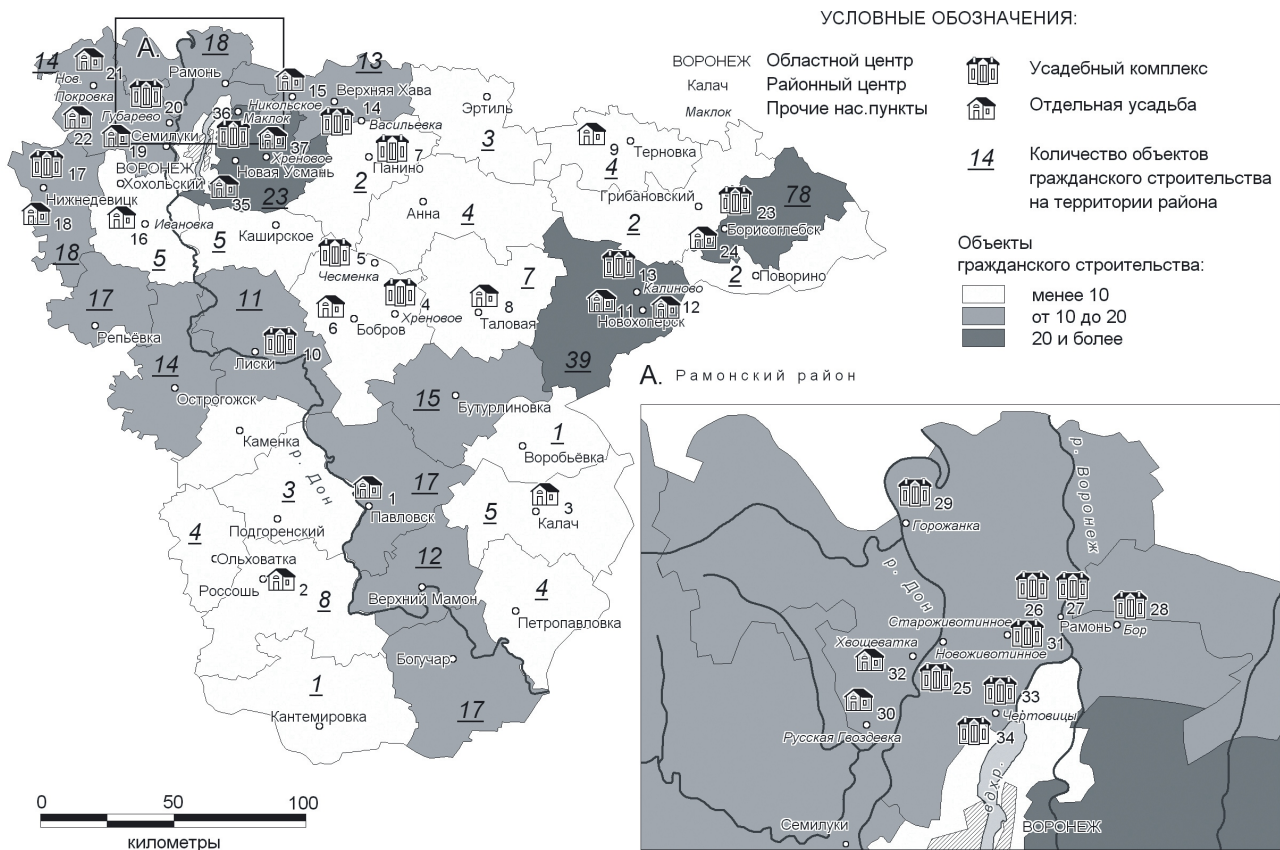 УСЛОВНЫЕ ОБОЗНАЧЕНИЯ:
ВОРОНЕЖ Областной центр
Калач Районный центр
Маклок Прочие нас.пункты
Усадебный комплекс
Отдельная усадьба
14 Количество объектов
гражданского строительства
на территории района
Объекты
гражданского строительства:
менее 10
от 10 до 20
20 и более
А.
18
14
21
Нов.
Покровка
Рамонь
13
15
Верхняя Хава
Никольское
20
Губарево
36
Маклок
14
Васильевка
22
Семилуки
19
37
Хреновое
ВОРОНЕЖ
Хохольский
Новая Усмань
35
23
17
Нижнедевицк
18
18
16
Ивановка
5
Эртиль
3
7
Панино
2
9
Терновка
4
Грибановский
2
23
78
Борисоглебск
24
2
Поворино
Анна
4
Каширское
5
5
Чесменка
4
Хреновое
6
Бобров
7
8
Таловая
13
Калиново
11
12
Новохоперск
39
17
Репьёвка
11
10
Лиски
14
Острогожск
15
Бутурлиновка
Каменка
р. Дон
1
Воробьёвка
3
Подгоренский
1
17
Павловск
5
3
Калач
4
Ольховатка
Россошь
2
8
12
Верхний Мамон
4
Петропавловка
Богучар
17
1
Кантемировка
0 50 100
километры
А. Рамонский район
29
Горожанка
р. Воронеж
р. Дон
26
27
28
Староживотинное
Рамонь
Бор
31
Хвощеватка
Новоживотинное
32
25
33
30
Чертовицы
Русская Гвоздевка
34
вдхр.
Семилуки
ВОРОНЕЖ